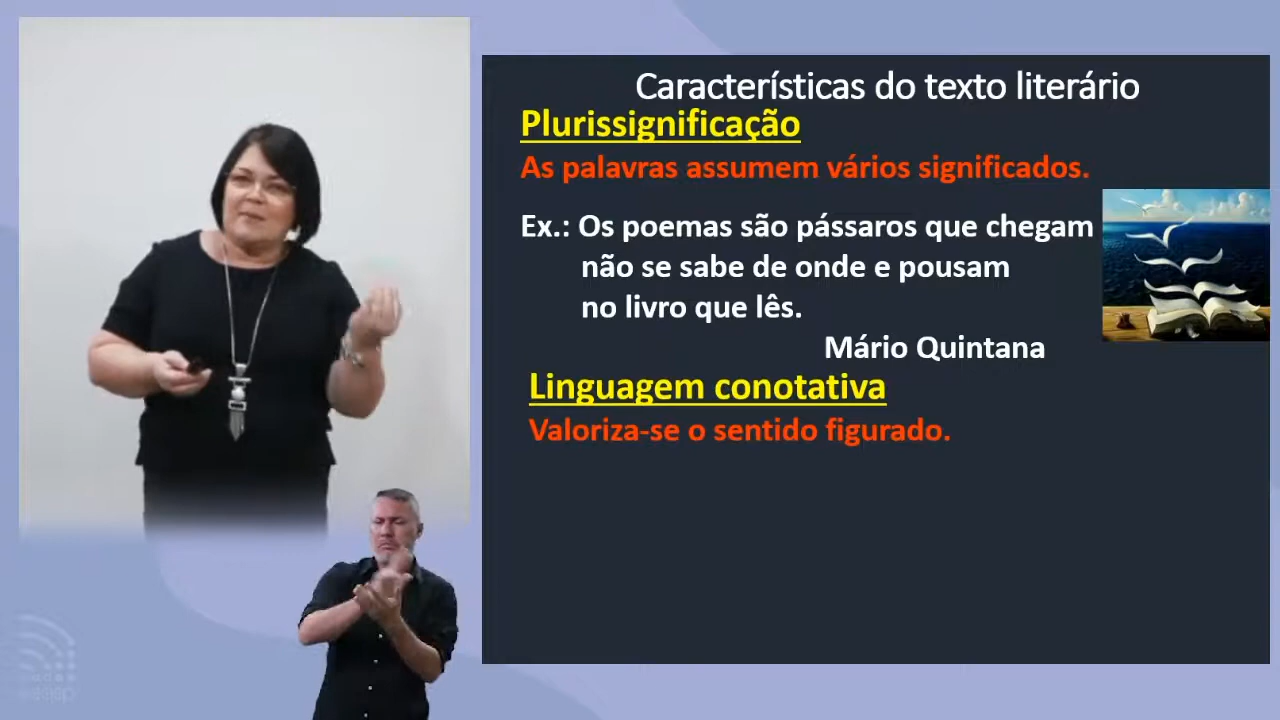 Características do texto literário
Plurissignificação
As palavras assumem vários significados.
Ex.: Os poemas são pássaros que chegam
não se sabe de onde e pousam
no livro que lês.
Mário Quintana
Linguagem conotativa
Valoriza-se o sentido figurado.